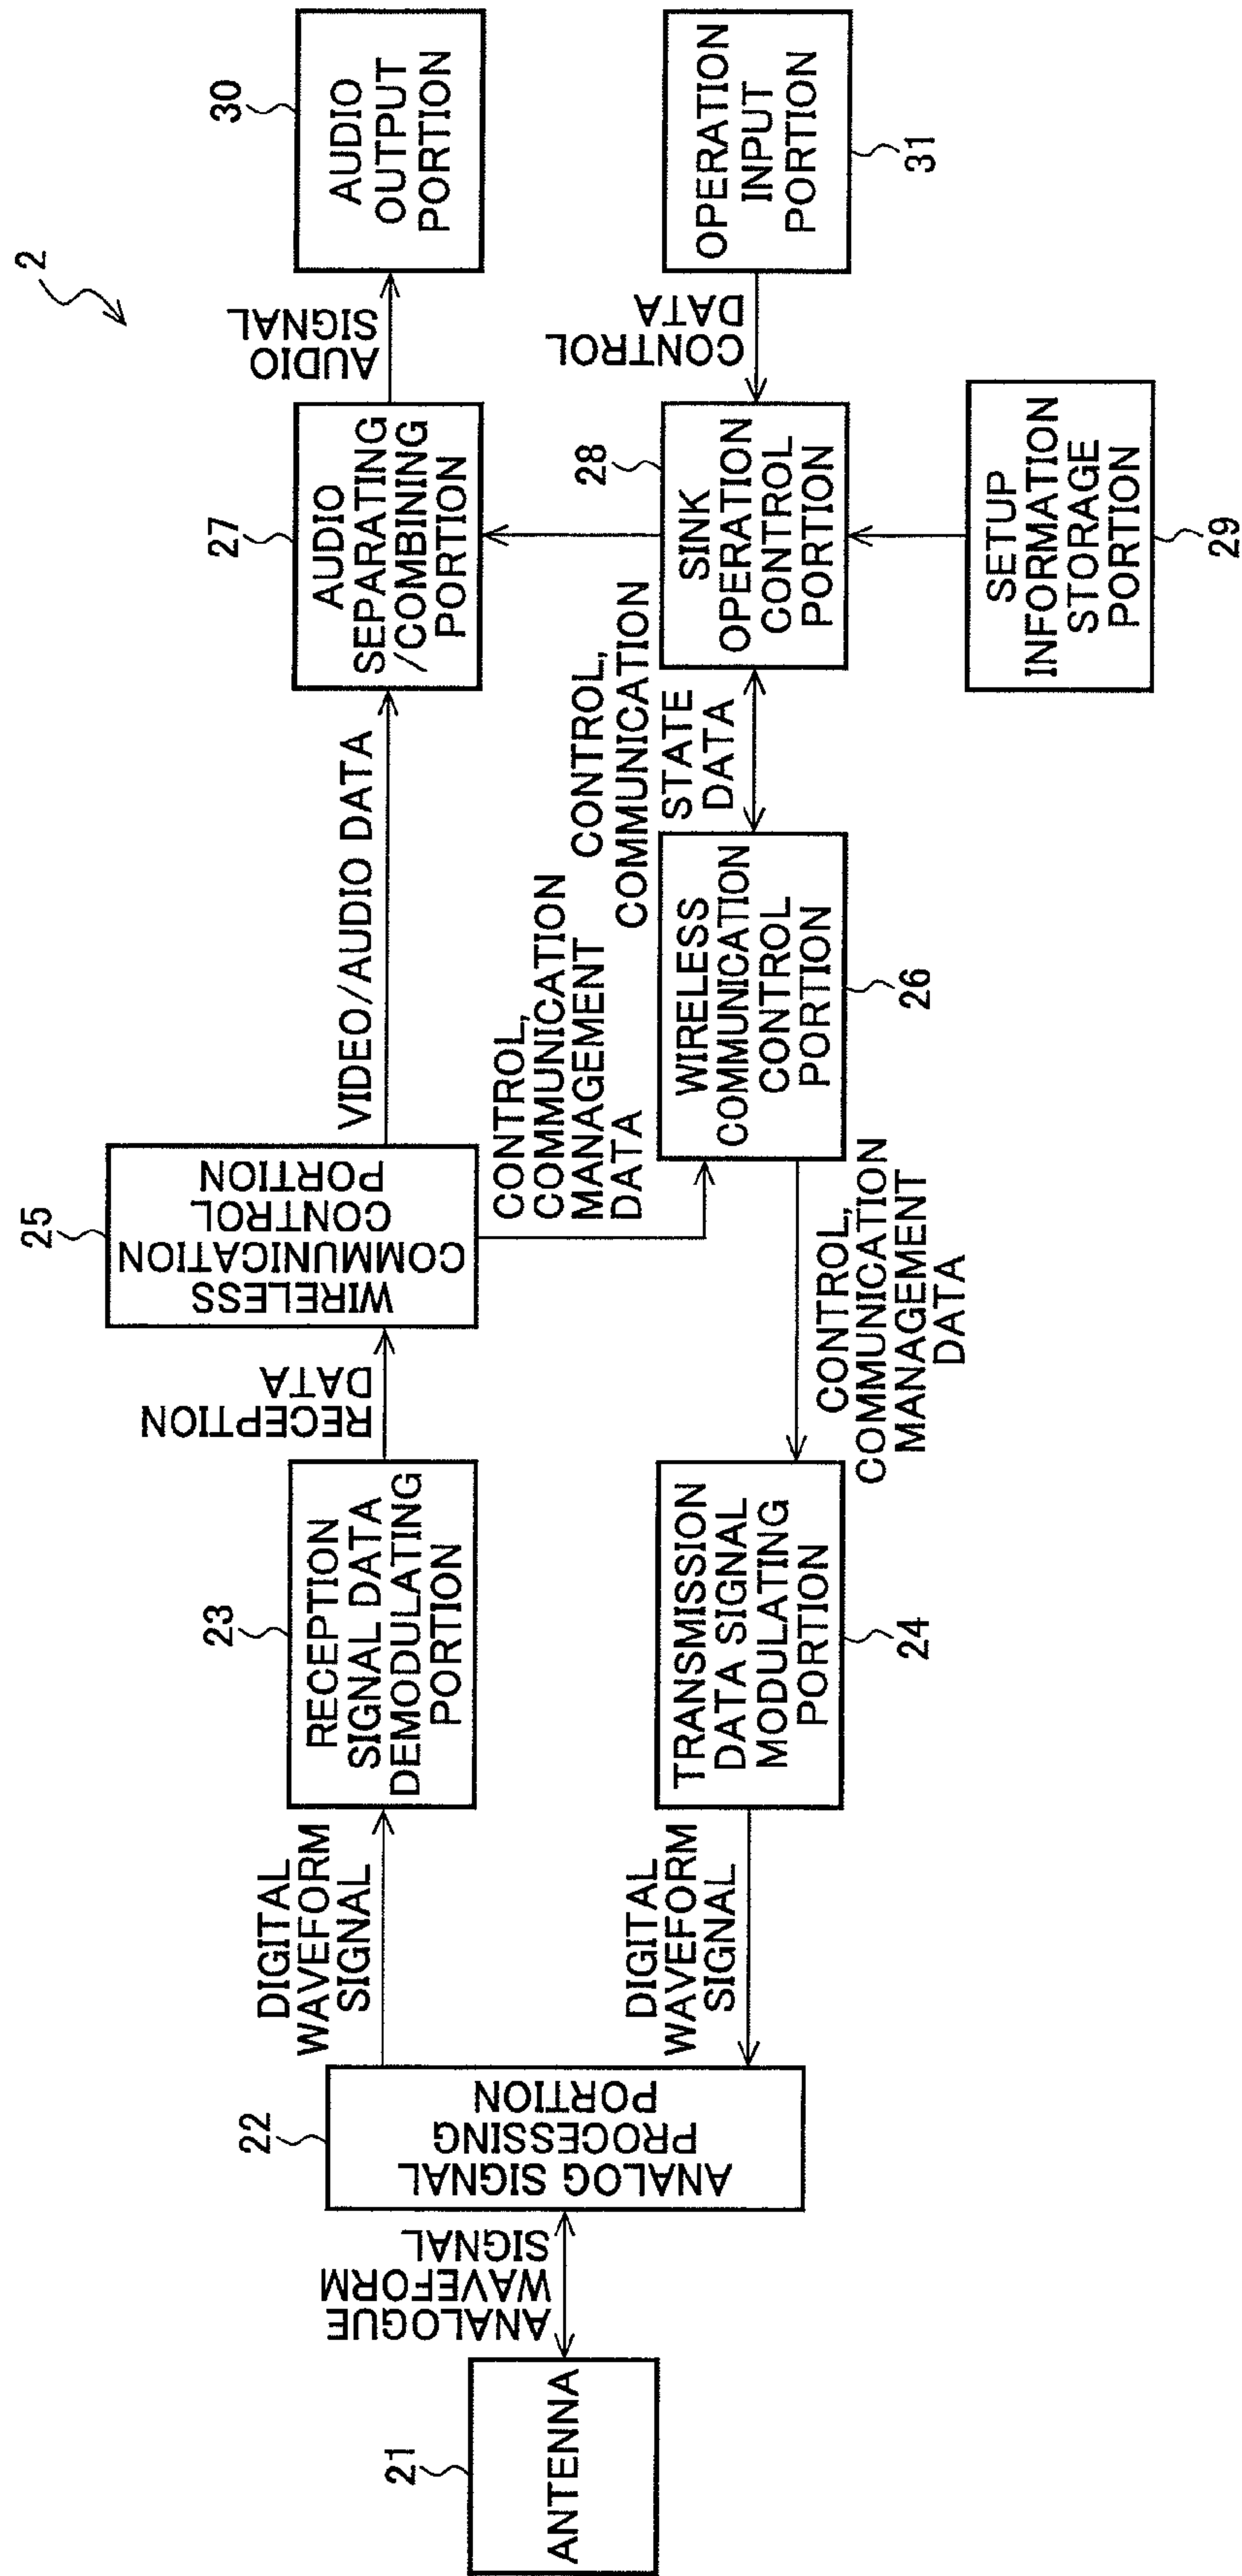 2
21
ANTENNA
ANALOGUE
WAVEFORM
SIGNAL
22
ANALOG SIGNAL
PROCESSING
PORTION
DIGITAL
WAVEFORM
SIGNAL
23
RECEPTION
SIGNAL DATA
DEMODULATING
PORTION
RECEPTION
DATA
25
WIRELESS
COMMUNICATION
CONTROL
PORTION
VIDEO/AUDIO DATA
27
AUDIO
SEPARATING
/COMBINING
PORTION
AUDIO
SIGNAL
30
AUDIO
OUTPUT
PORTION
DIGITAL
WAVEFORM
SIGNAL
TRANSMISSION
DATA SIGNAL
MODULATING
PORTION
24
CONTROL,
COMMUNICATION
MANAGEMENT
DATA
CONTROL,
COMMUNICATION
MANAGEMENT
DATA
WIRELESS
COMMUNICATION
CONTROL
PORTION
26
CONTROL,
COMMUNICATION
STATE
DATA
28
SINK
OPERATION
CONTROL
PORTION
CONTROL
DATA
OPERATION
INPUT
PORTION
31
SETUP
INFORMATION
STORAGE
PORTION
29